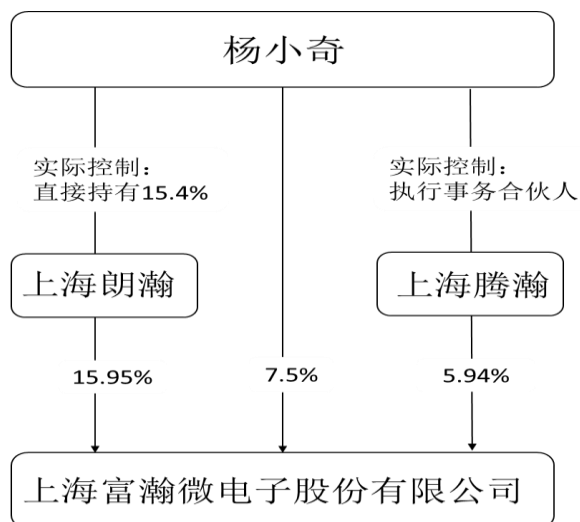 杨小奇
实际控制：
直接持有15.4%
实际控制：
执行事务合伙人
上海朗瀚
上海腾瀚
15.95%
7.5%
5.94%
上海富瀚微电子股份有限公司